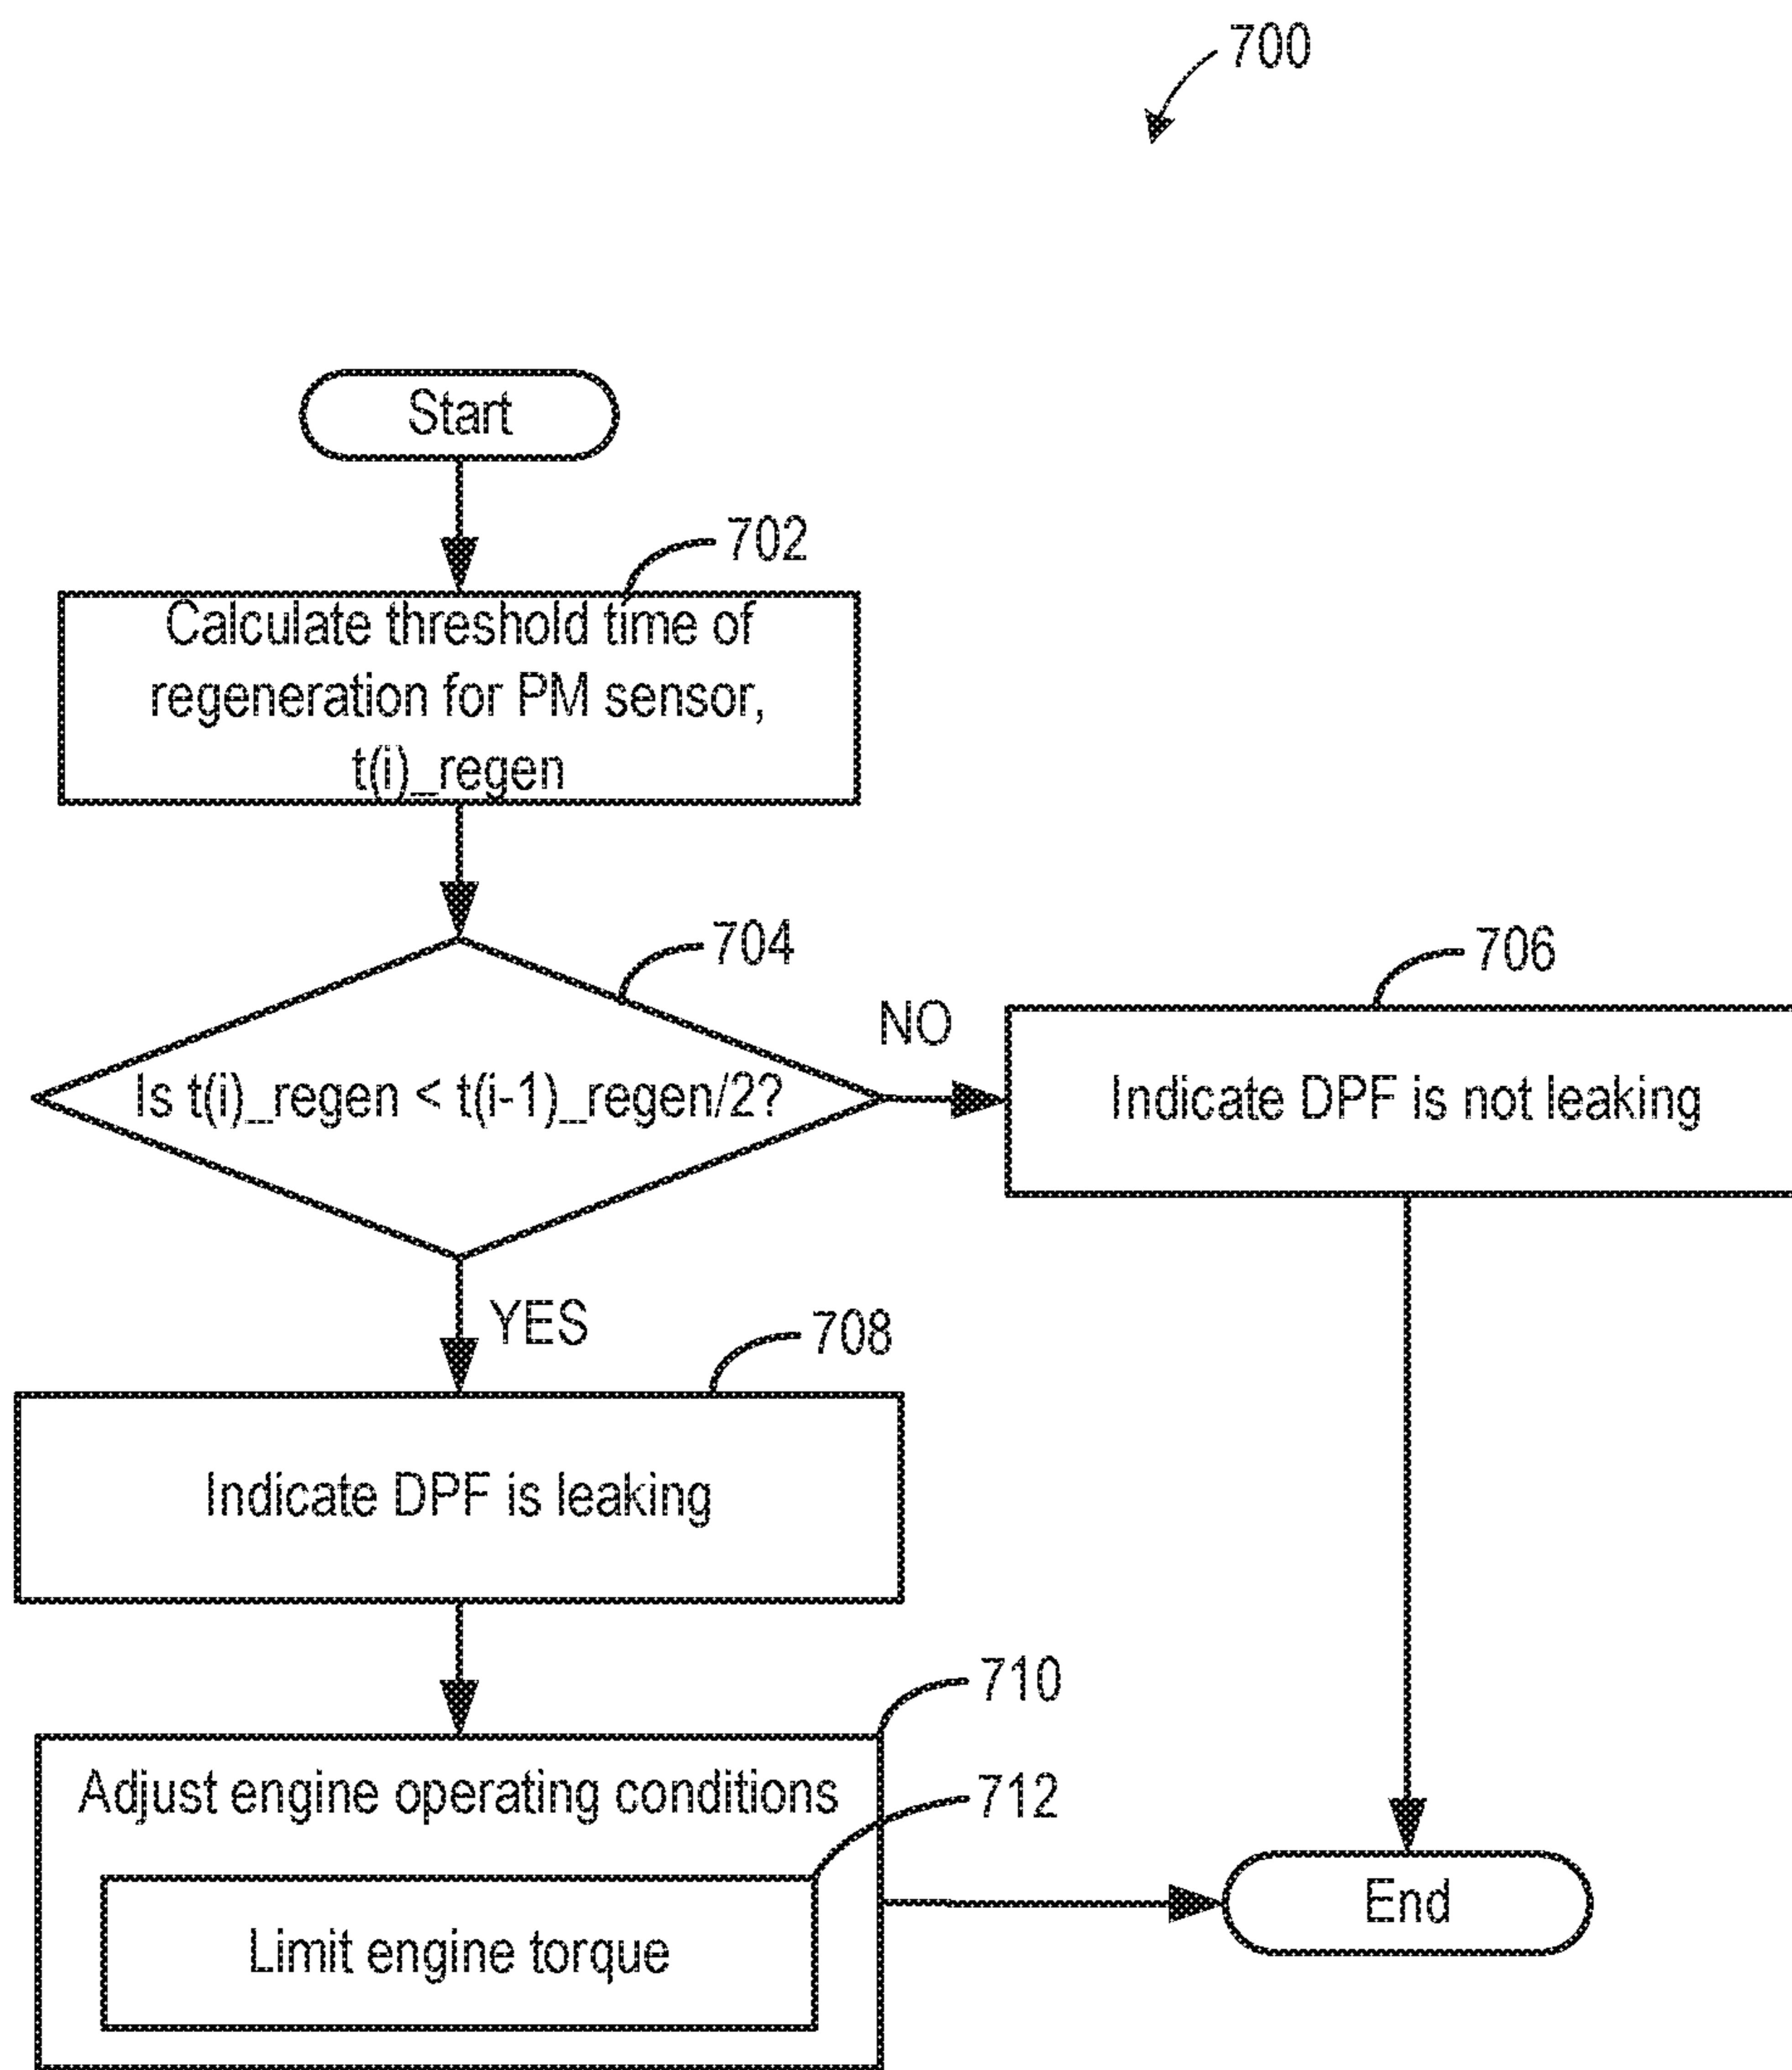 700
Start
702
Calculate threshold time of
regeneration for PM sensor,
t(i)_regen
704
Is t(i)_regen < t(i-1)_regen/2?
NO
706
Indicate DPF is not leaking
YES
708
Indicate DPF is leaking
710
Adjust engine operating conditions
712
Limit engine torque
End